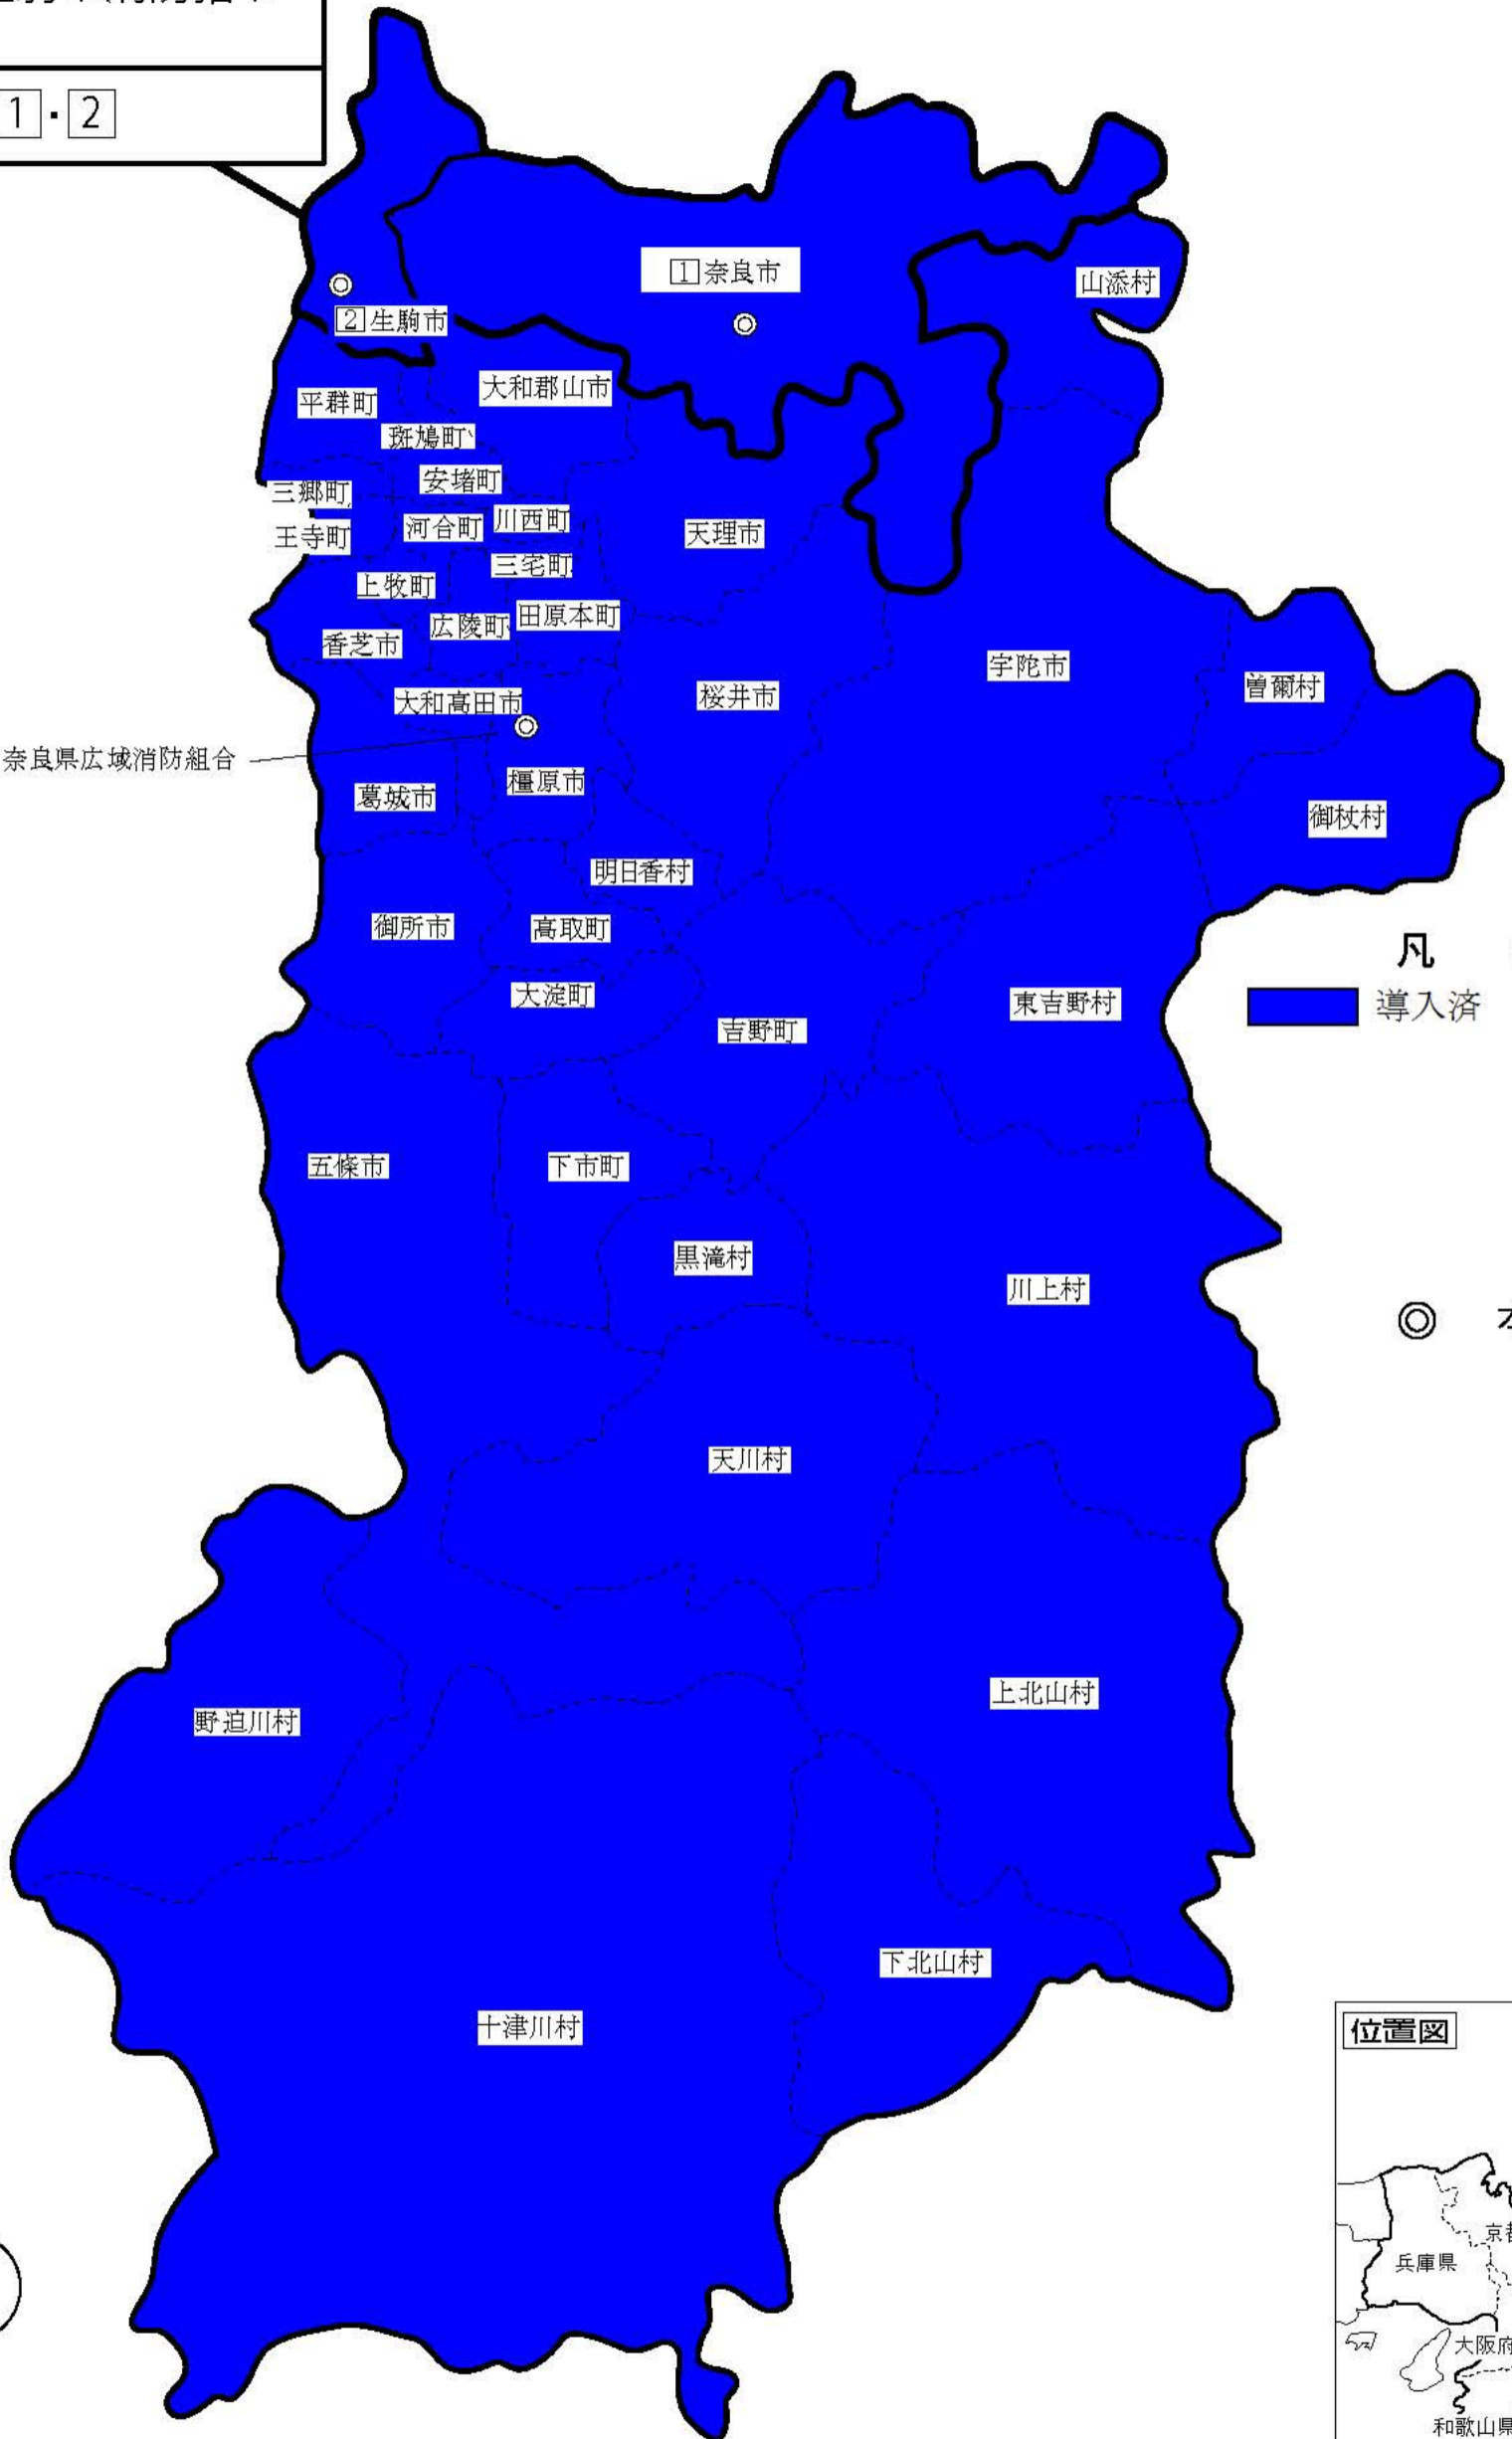 1・2
1 奈良市
山添村
2 生駒市
大和郡山市
平群町
斑鳩町
安堵町
三郷町
川西町
河合町
天理市
王寺町
三宅町
上牧町
田原本町
広陵町
香芝市
宇陀市
曽爾村
桜井市
大和高田市
奈良県広域消防組合
橿原市
葛城市
御杖村
明日香村
御所市
高取町
凡
大淀町
東吉野村
導入済
吉野町
五條市
下市町
黒滝村
川上村
◎
天川村
上北山村
野迫川村
下北山村
十津川村
位置図
兵庫県
大阪府
和歌山県